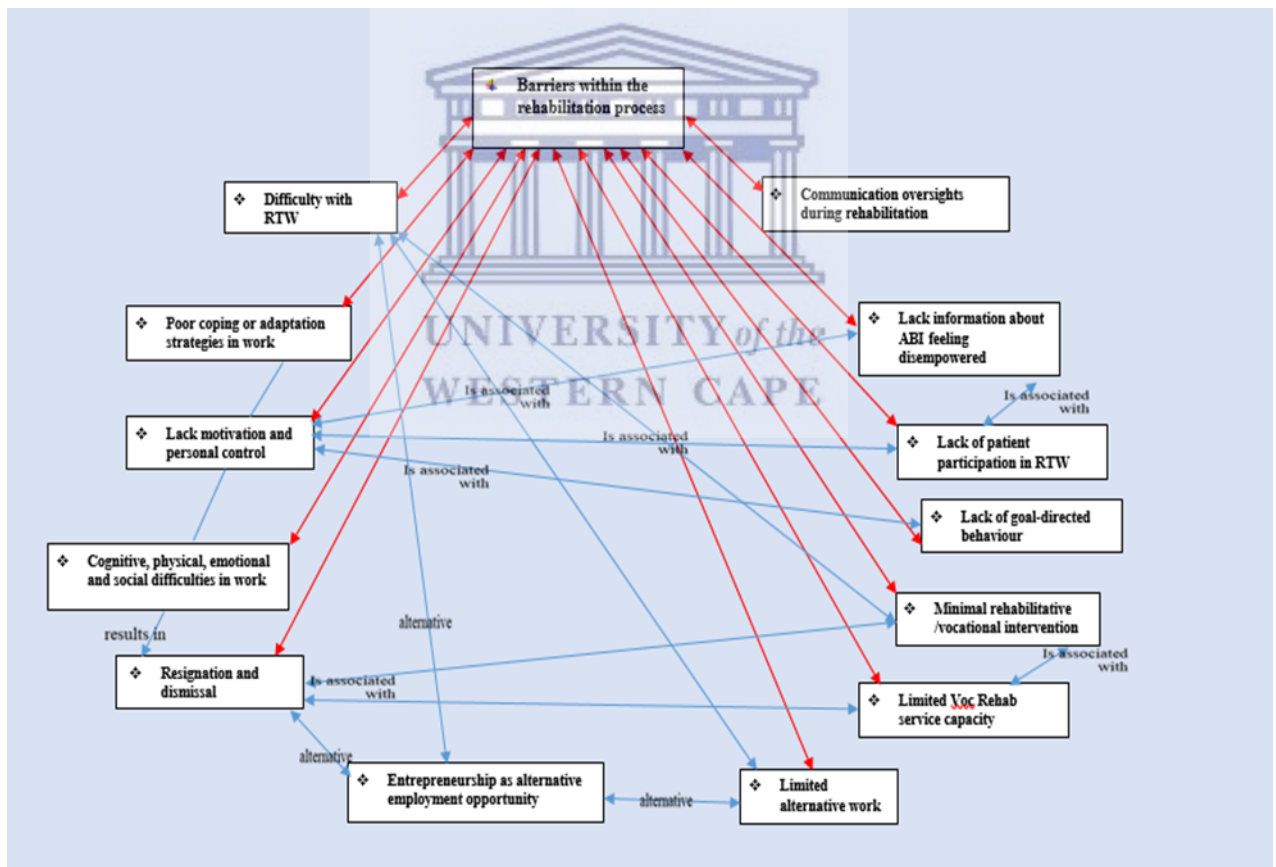 Barriers within the
rehabilitation process
Difficulty with
RTW
Communication oversights
during rehabilitation
Poor coping or adaptation
strategies in work
Lack information about
ABI feeling
disempowered
UNIVERSITY of the
WESTERN CAPE
Is associated
with
Is associated
with
Lack motivation and
personal control
Is associated
with
Lack of patient
participation in RTW
Is associated
with
Lack of goal-directed
behaviour
Cognitive, physical, emotional
and social difficulties in work
Minimal rehabilitative
/vocational intervention
alternative
results in
Is associated
with
Resignation and
dismissal
Is associated
with
Limited Voc Rehab
service capacity
alternative
Entrepreneurship as alternative
employment opportunity
alternative
Limited
alternative work